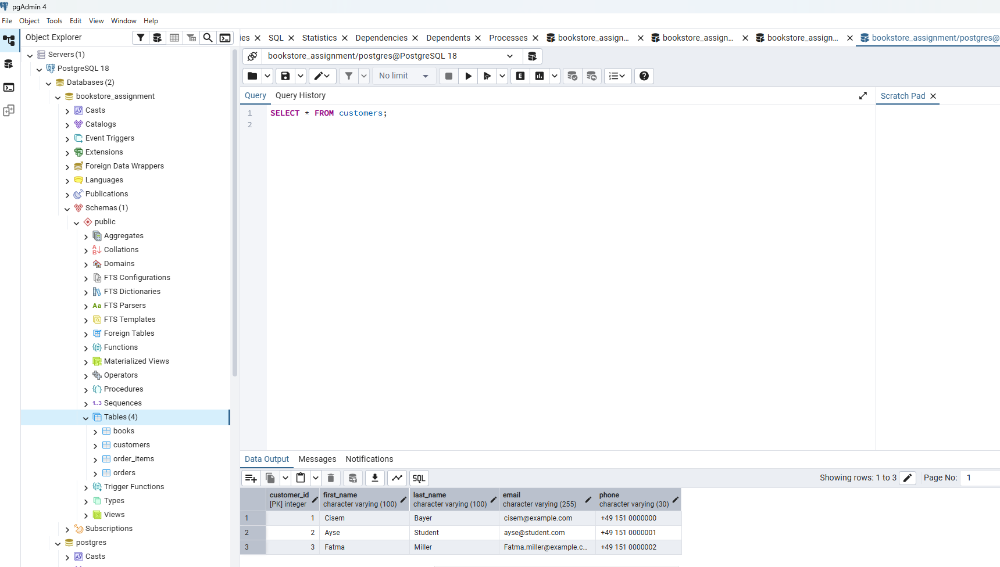 pgAdmin 4
File Object Tools Edit View Window Help
Object Explorer
ies SQL Statistics Dependencies Dependents Processes bookstore_assign... bookstore_assign... bookstore_assign... bookstore_assignment/postgres@
Servers (1)
PostgreSQL 18
Databases (2)
bookstore_assignment
Casts
Catalogs
Event Triggers
Extensions
Foreign Data Wrappers
Languages
Publications
Schemas (1)
public
Aggregates
Collations
Domains
FTS Configurations
FTS Dictionaries
Aa FTS Parsers
FTS Templates
Foreign Tables
Functions
Materialized Views
Operators
Procedures
1..3 Sequences
Tables (4)
books
customers
order_items
orders
Trigger Functions
Types
Views
Subscriptions
postgres
Casts
bookstore_assignment/postgres@PostgreSQL 18
No limit
E
Query Query History
Scratch Pad
1 SELECT * FROM customers;
2
Data Output Messages Notifications
SQL
Showing rows: 1 to 3 Page No: 1
customer_id first_name last_name email phone
[PK] integer character varying (100) character varying (100) character varying (255) character varying (30)
1 1 Cisem Bayer cisem@example.com +49 151 0000000
2 2 Ayse Student ayse@student.com +49 151 0000001
3 3 Fatma Miller Fatma.miller@example.c... +49 151 0000002